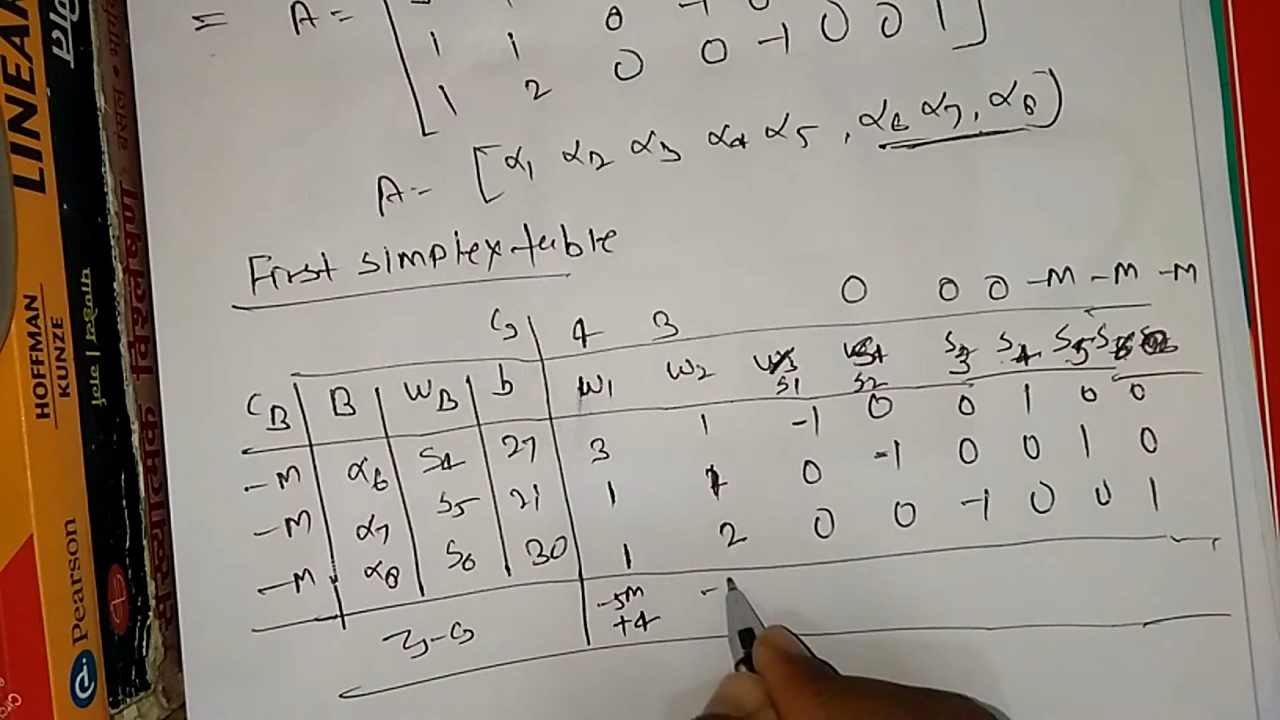 = A = [ 1 1 0 -1 0
1 1 0 0 -1 0 0 1 ]
1 2
A = [α1 α2 α3 α4 α5, α6 α7, α8)
First simplex table
Cj 4 3 0 0 0 -M -M -M
CB B WB b W1 W2 S1 S2 S3 S4 S5 S6
-M α6 S4 27 3 1 -1 0 0 1 0 0
-M α7 S5 21 1 1 0 -1 0 0 1 0
-M α8 S6 30 1 2 0 0 -1 0 0 1
Zj-Cj -5M +4 -
LINEAR
HOFFMAN
KUNZE
Pearson
विश्लेषण